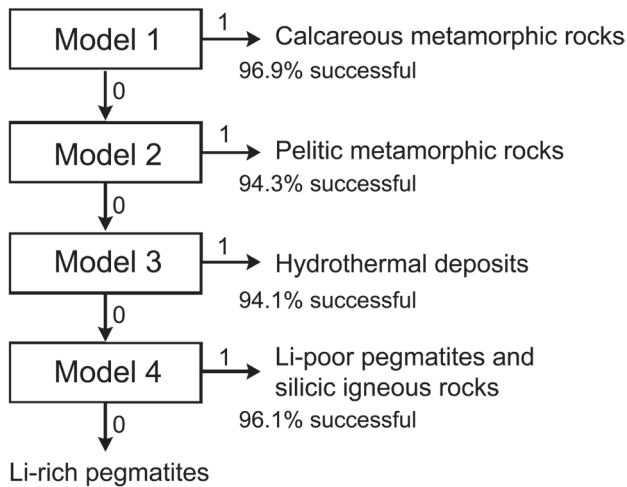 Model 1
1
Calcareous metamorphic rocks
96.9% successful
0
Model 2
1
Pelitic metamorphic rocks
94.3% successful
0
Model 3
1
Hydrothermal deposits
94.1% successful
0
Model 4
1
Li-poor pegmatites and
silicic igneous rocks
96.1% successful
0
Li-rich pegmatites